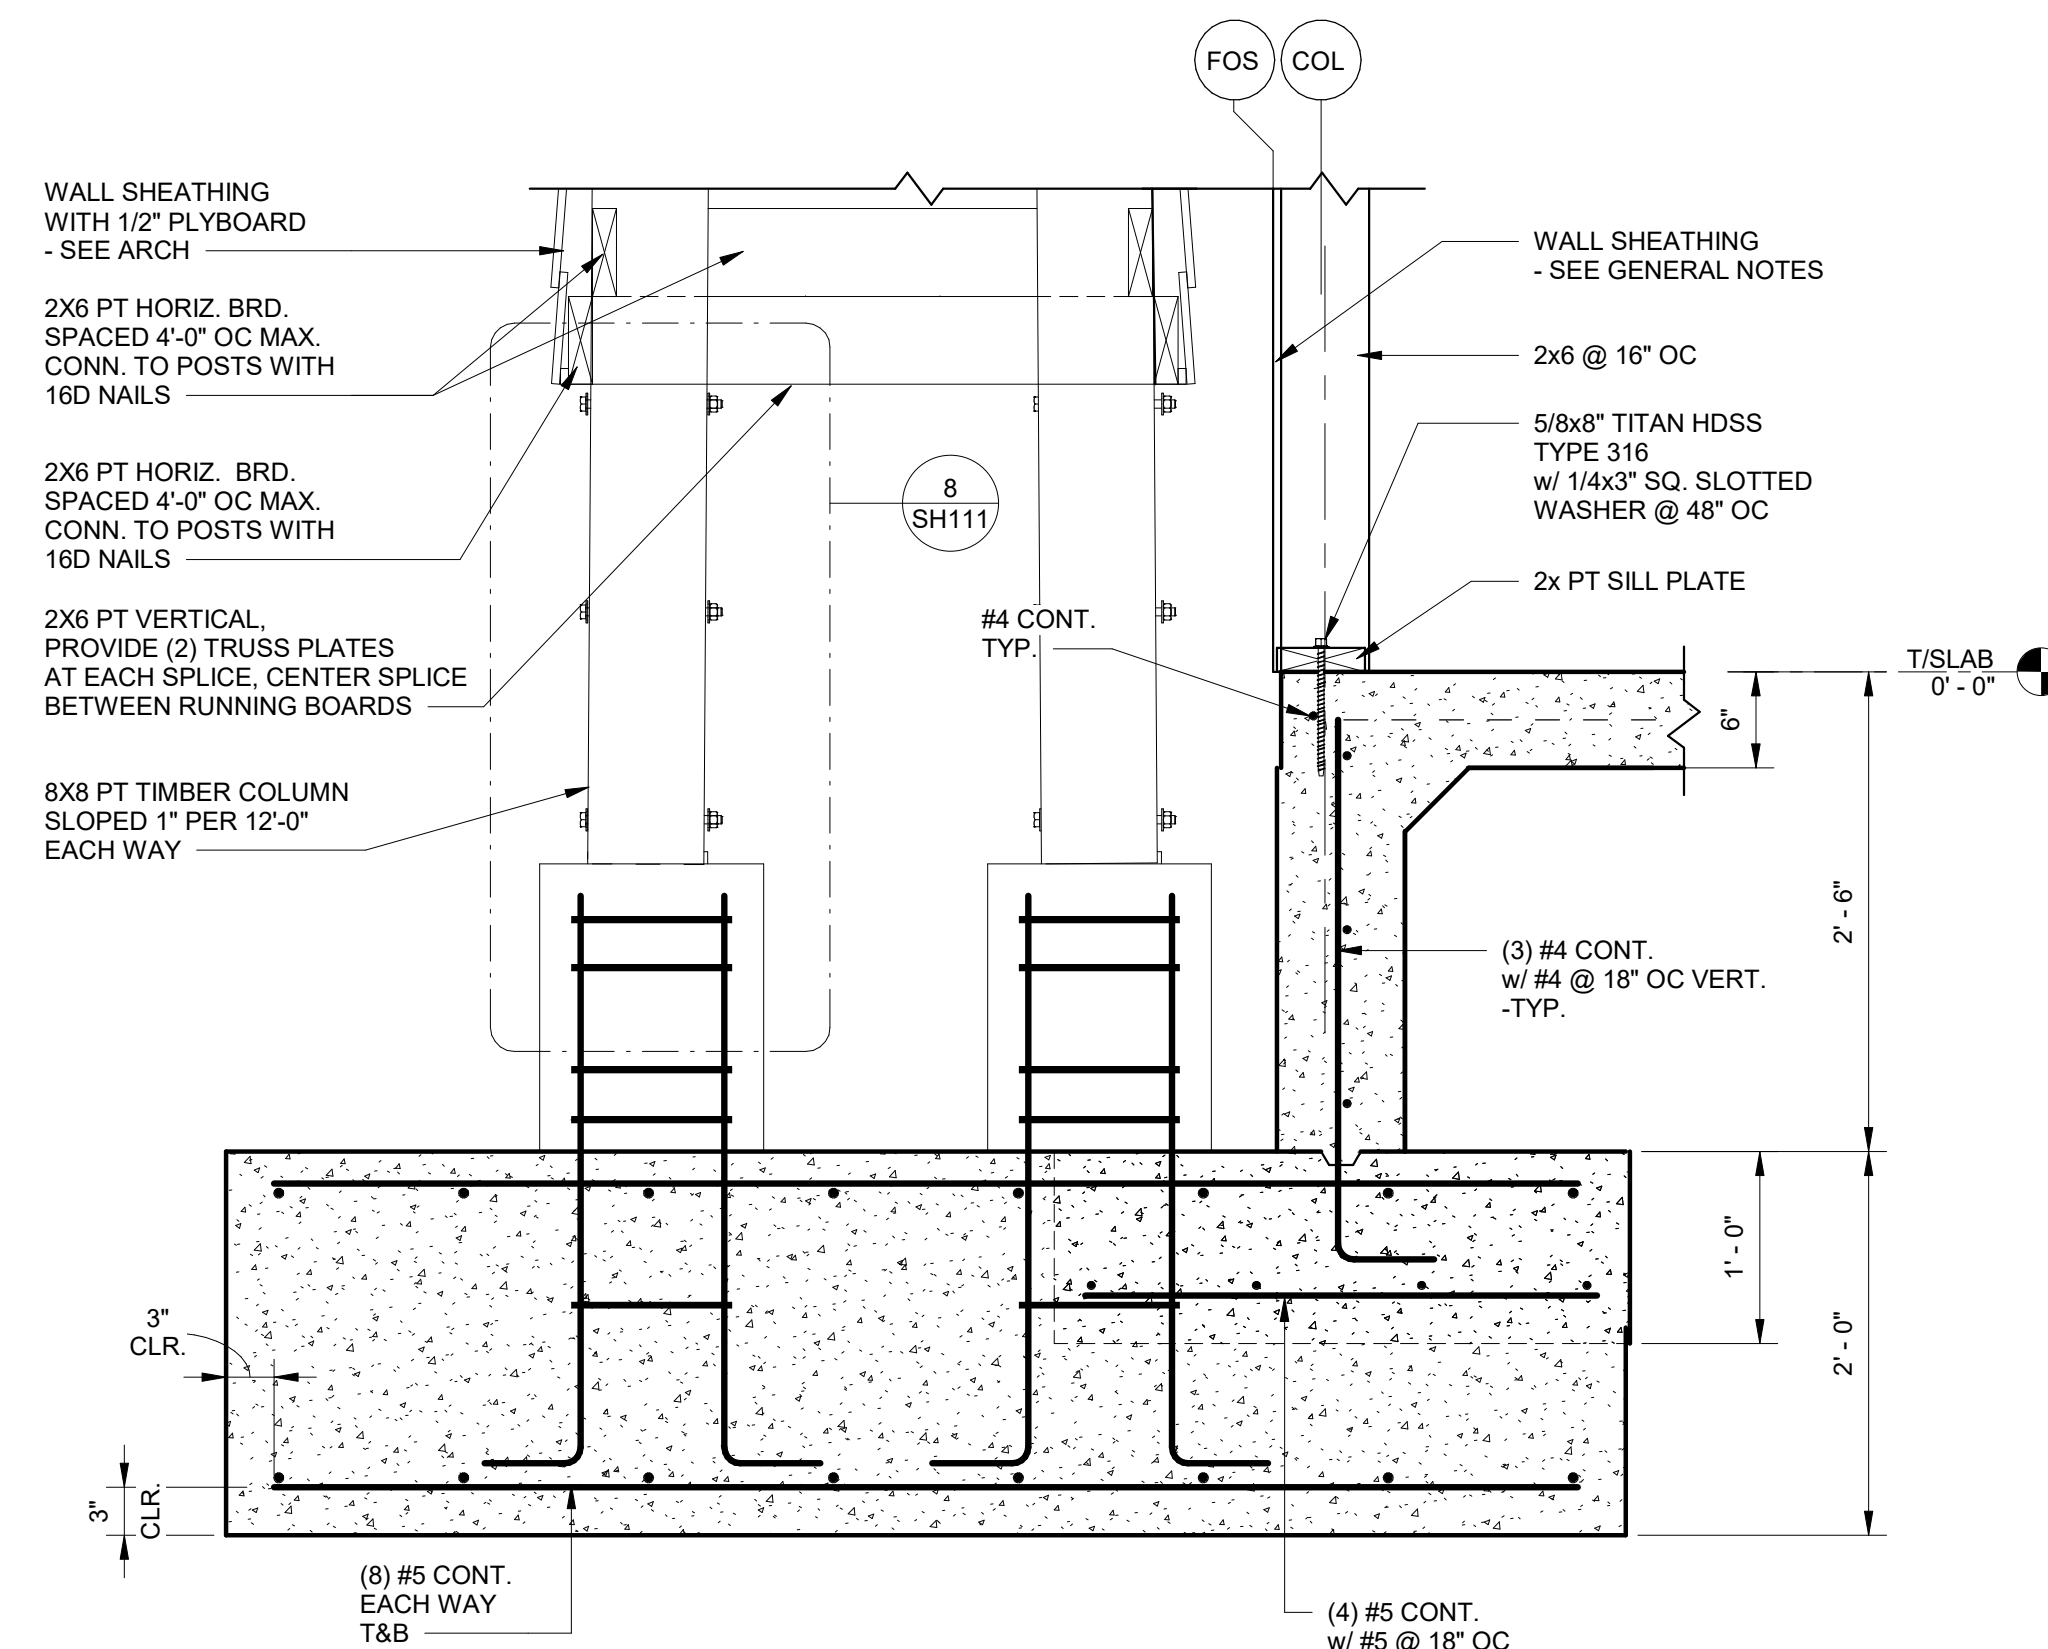 FOS
COL
WALL SHEATHING
WITH 1/2" PLYBOARD
- SEE ARCH
2X6 PT HORIZ. BRD.
SPACED 4'-0" OC MAX.
CONN. TO POSTS WITH
16D NAILS
2X6 PT HORIZ. BRD.
SPACED 4'-0" OC MAX.
CONN. TO POSTS WITH
16D NAILS
2X6 PT VERTICAL,
PROVIDE (2) TRUSS PLATES
AT EACH SPLICE, CENTER SPLICE
BETWEEN RUNNING BOARDS
8X8 PT TIMBER COLUMN
SLOPED 1" PER 12'-0"
EACH WAY
8
SH111
#4 CONT.
TYP.
WALL SHEATHING
- SEE GENERAL NOTES
2x6 @ 16" OC
5/8x8" TITAN HDSS
TYPE 316
w/ 1/4x3" SQ. SLOTTED
WASHER @ 48" OC
2x PT SILL PLATE
T/SLAB
0' - 0"
6"
2' - 6"
(3) #4 CONT.
w/ #4 @ 18" OC VERT.
-TYP.
1' - 0"
2' - 0"
3"
CLR.
3"
CLR.
(8) #5 CONT.
EACH WAY
T&B
(4) #5 CONT.
w/ #5 @ 18" OC